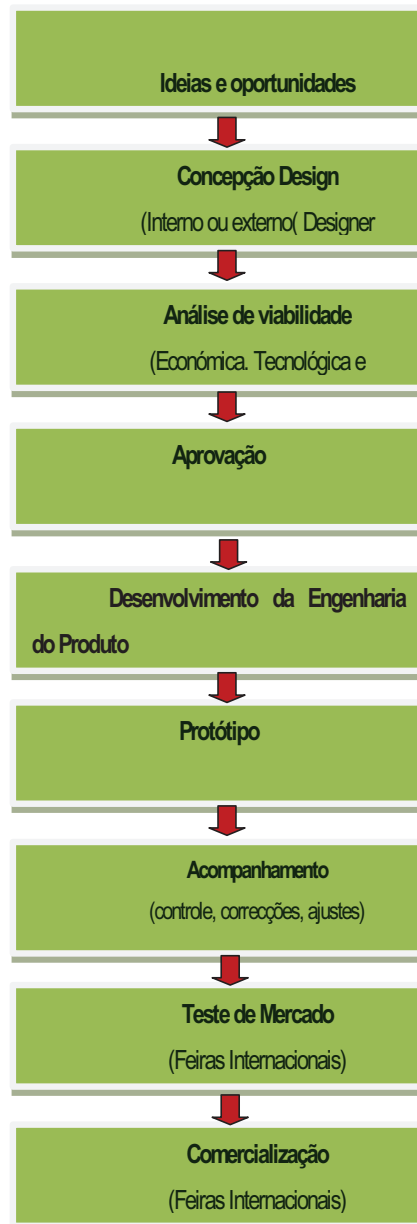 Ideias e oportunidades
Concepção Design
(Interno ou externo( Designer
Análise de viabilidade
(Económica. Tecnológica e
Aprovação
Desenvolvimento da Engenharia
do Produto
Protótipo
Acompanhamento
(controle, correcções, ajustes)
Teste de Mercado
(Feiras Internacionais)
Comercialização
(Feiras Internacionais)